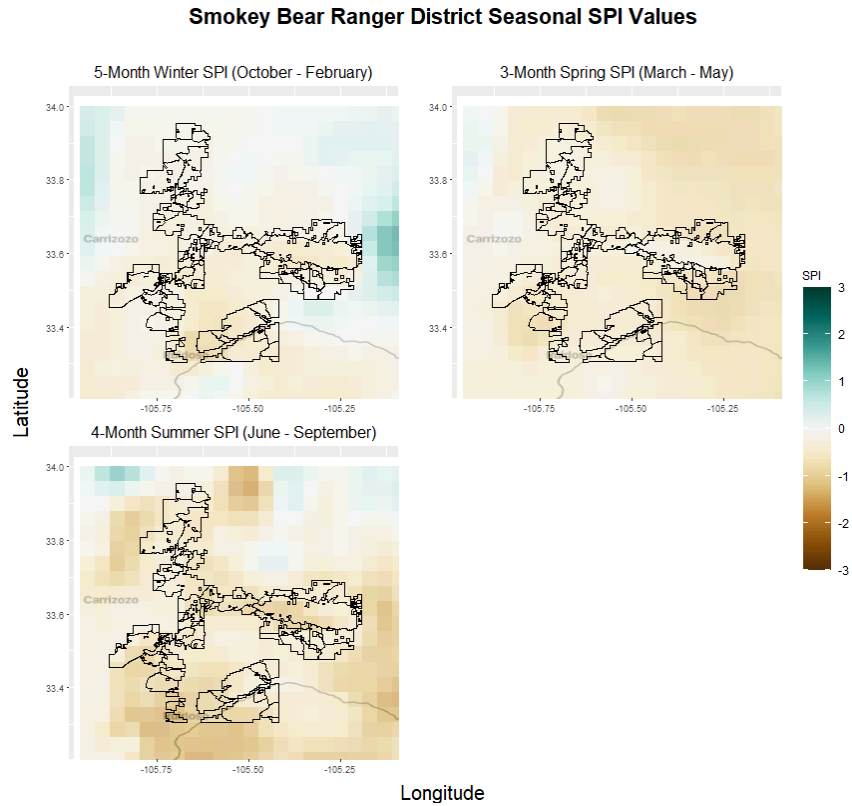 Smokey Bear Ranger District Seasonal SPI Values
5-Month Winter SPI (October - February)
3-Month Spring SPI (March - May)
34.0
33.8
33.6
33.4
Carrizozo
-105.75
-105.50
-105.25
34.0
33.8
33.6
33.4
Carrizozo
-105.75
-105.50
-105.25
SPI
3
2
1
0
-1
-2
-3
4-Month Summer SPI (June - September)
34.0
33.8
33.6
33.4
Carrizozo
-105.75
-105.50
-105.25
Latitude
Longitude